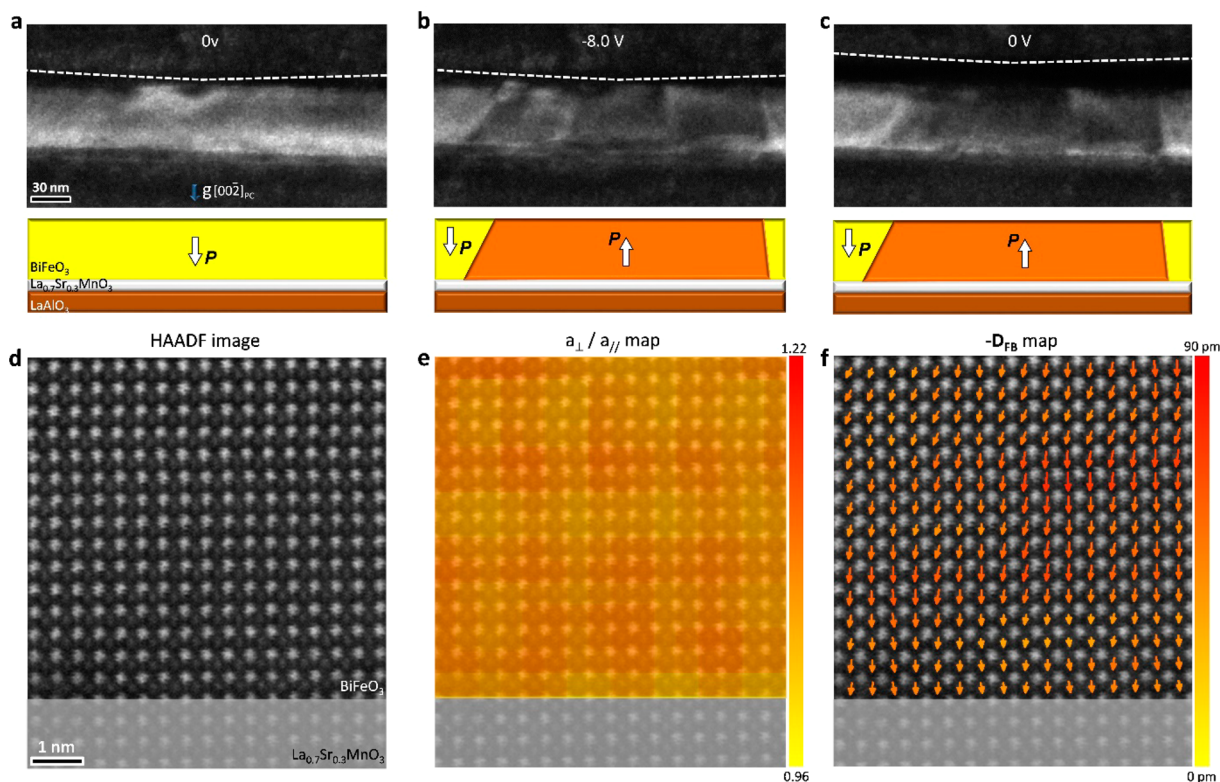 a
0v
30 nm
g [002̄]PC
b
-8.0 V
c
0 V
P
BiFeO3
La0.7Sr0.3MnO3
LaAlO3
P
P
P
P
d
HAADF image
BiFeO3
La0.7Sr0.3MnO3
1 nm
e
a⊥ / a// map
1.22
0.96
f
-DFB map
90 pm
0 pm